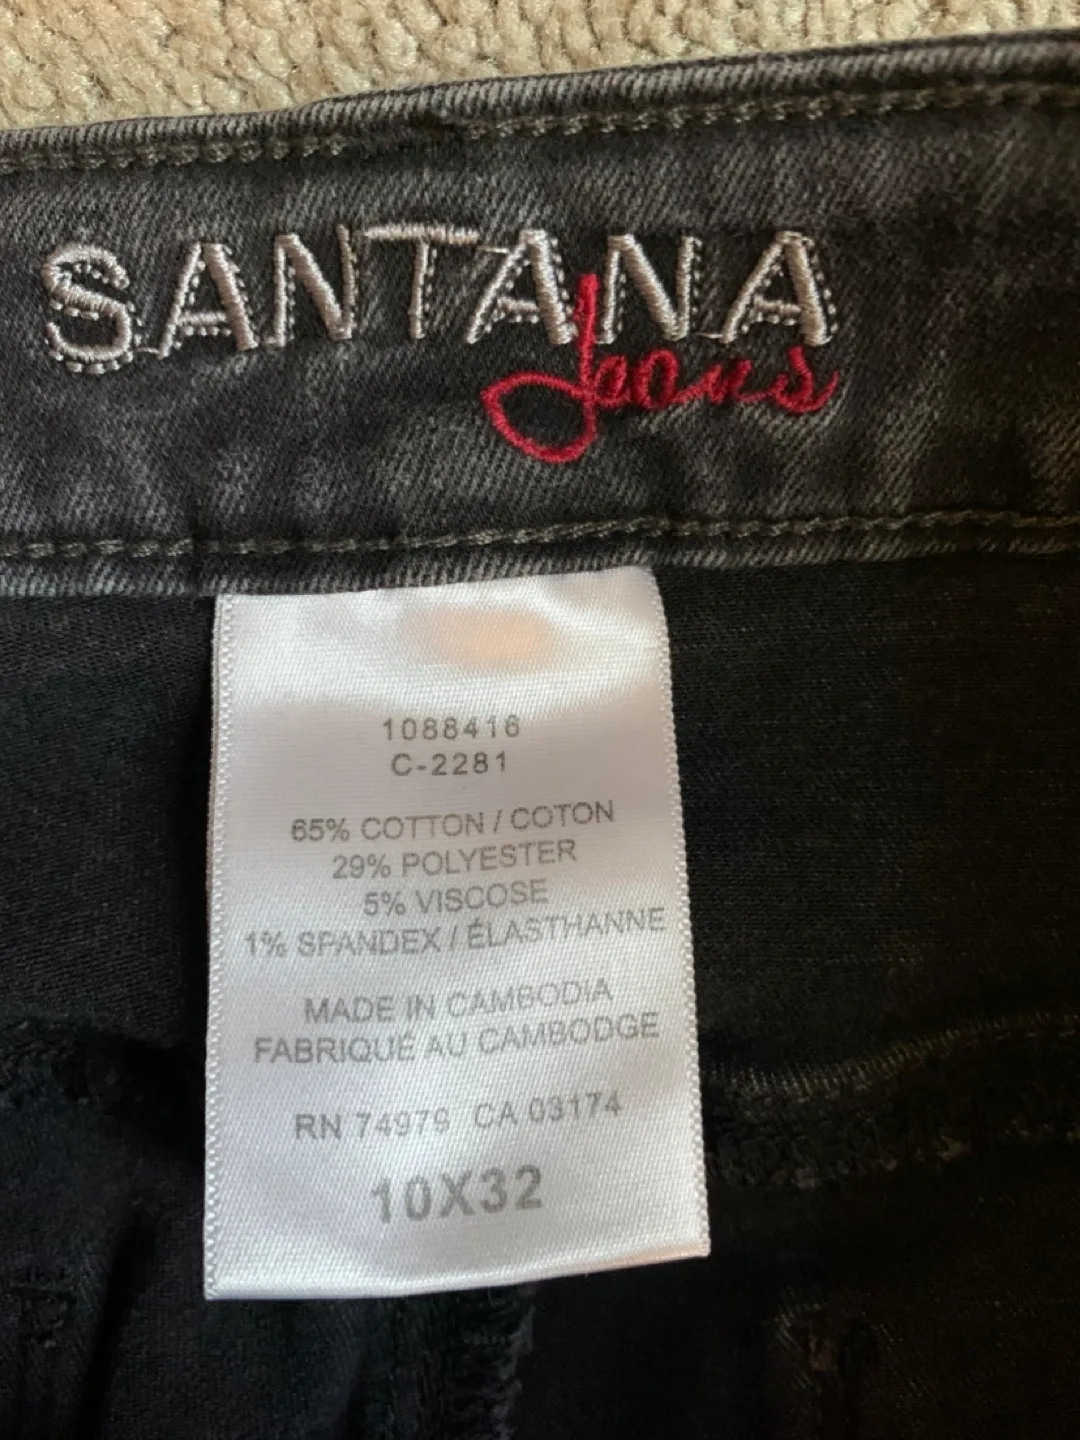 SANTANA
Jeans
1088416
C-2281
65% COTTON / COTON
29% POLYESTER
5% VISCOSE
1% SPANDEX / ÉLASTHANNE
MADE IN CAMBODIA
FABRIQUÉ AU CAMBODGE
RN 74979 CA 03174
10X32